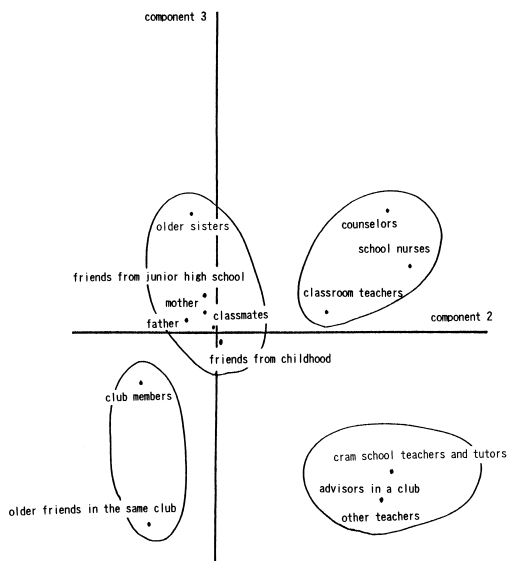 component 3
older sisters
counselors
school nurses
friends from junior high school
classroom teachers
mother
father
classmates
component 2
friends from childhood
club members
cram school teachers and tutors
advisors in a club
older friends in the same club
other teachers